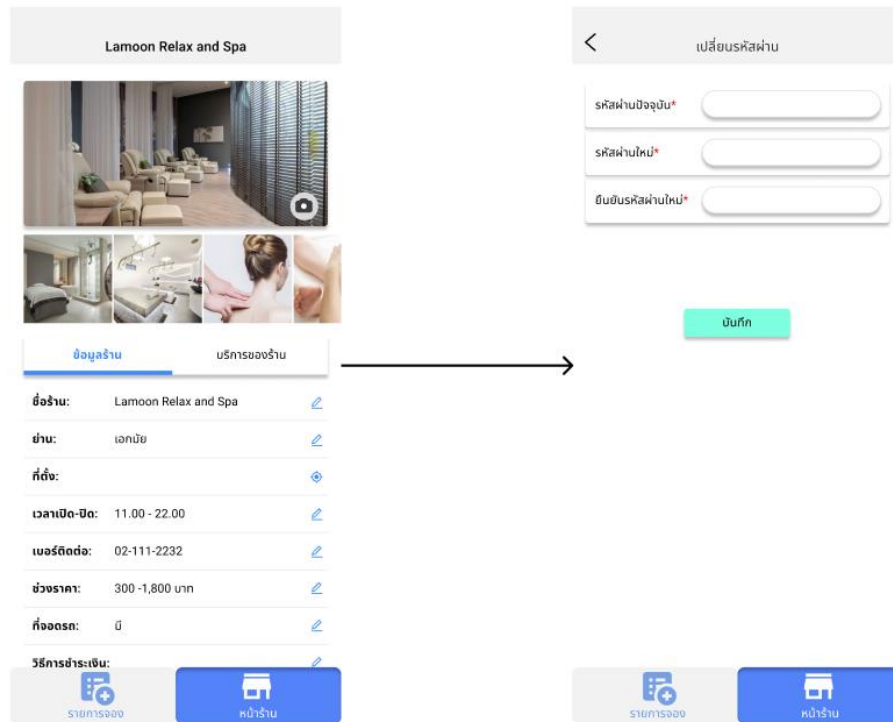 Lamoon Relax and Spa
ข้อมูลร้าน บริการของร้าน
ชื่อร้าน: Lamoon Relax and Spa
ย่าน: เอกมัย
ที่ตั้ง:
เวลาเปิด-ปิด: 11.00 - 22.00
เบอร์ติดต่อ: 02-111-2232
ช่วงราคา: 300 -1,800 บาท
ที่จอดรถ: มี
วิธีการชำระเงิน:
รายการจอง หน้าร้าน
เปลี่ยนรหัสผ่าน
รหัสผ่านปัจจุบัน*
รหัสผ่านใหม่*
ยืนยันรหัสผ่านใหม่*
บันทึก
รายการจอง หน้าร้าน